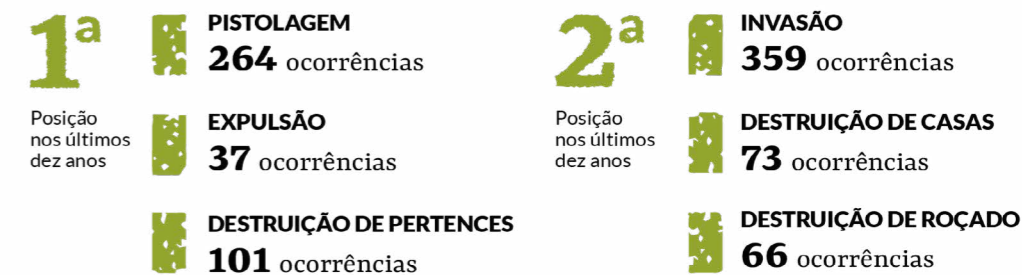 1ª
Posição
nos últimos
dez anos
PISTOLAGEM
264 ocorrências
EXPULSÃO
37 ocorrências
DESTRUIÇÃO DE PERTENCES
101 ocorrências
2ª
Posição
nos últimos
dez anos
INVASÃO
359 ocorrências
DESTRUIÇÃO DE CASAS
73 ocorrências
DESTRUIÇÃO DE ROÇADO
66 ocorrências